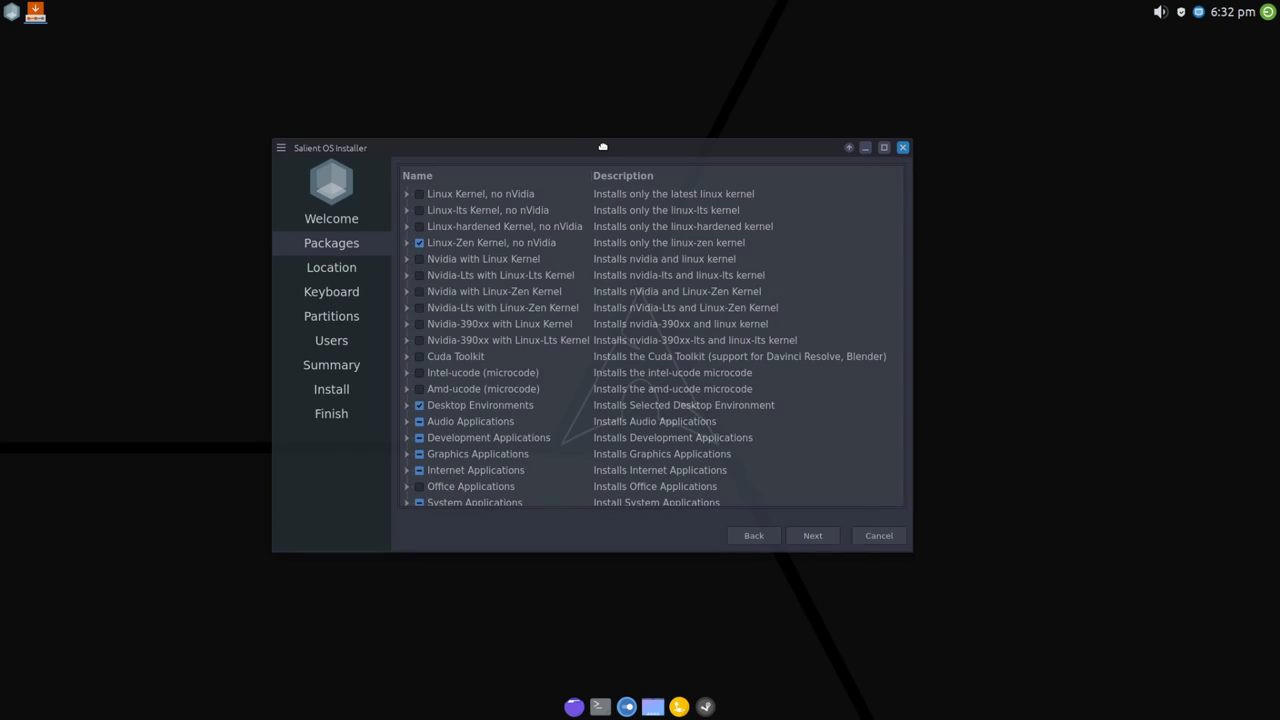 6:32 pm
Salient OS Installer
Welcome
Packages
Location
Keyboard
Partitions
Users
Summary
Install
Finish
Name Description
Linux Kernel, no nVidia Installs only the latest linux kernel
Linux-lts Kernel, no nVidia Installs only the linux-lts kernel
Linux-hardened Kernel, no nVidia Installs only the linux-hardened kernel
Linux-Zen Kernel, no nVidia Installs only the linux-zen kernel
Nvidia with Linux Kernel Installs nvidia and linux kernel
Nvidia-Lts with Linux-Lts Kernel Installs nvidia-lts and linux-lts kernel
Nvidia with Linux-Zen Kernel Installs nVidia and Linux-Zen Kernel
Nvidia-Lts with Linux-Zen Kernel Installs nVidia-Lts and Linux-Zen Kernel
Nvidia-390xx with Linux Kernel Installs nvidia-390xx and linux kernel
Nvidia-390xx with Linux-Lts Kernel Installs nvidia-390xx-lts and linux-lts kernel
Cuda Toolkit Installs the Cuda Toolkit (support for Davinci Resolve, Blender)
Intel-ucode (microcode) Installs the intel-ucode microcode
Amd-ucode (microcode) Installs the amd-ucode microcode
Desktop Environments Installs Selected Desktop Environment
Audio Applications Installs Audio Applications
Development Applications Installs Development Applications
Graphics Applications Installs Graphics Applications
Internet Applications Installs Internet Applications
Office Applications Installs Office Applications
System Applications Install System Applications
Back Next Cancel